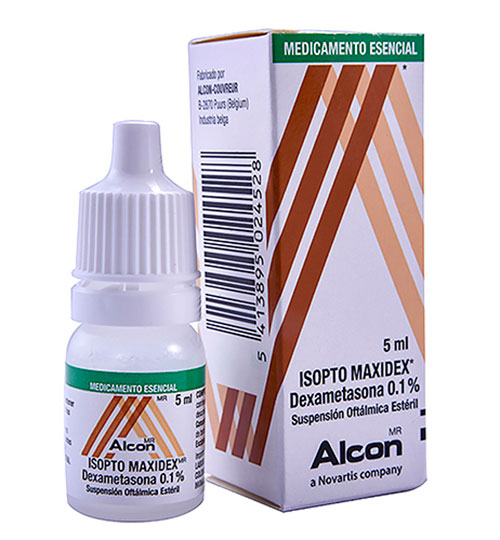 MEDICAMENTO ESENCIAL
*
Fabricado por
ALCON-COUVREUR
B-2870 Puurs (Belgium)
Industria belga
5 413895 024528
5 ml
ISOPTO MAXIDEX*
Dexametasona 0.1%
Suspensión Oftálmica Estéril
MR
Alcon
a Novartis company
MEDICAMENTO ESENCIAL
MR 5 ml
MR
Alcon
ISOPTO MAXIDEX MR
Dexametasona 0.1%
Suspensión Oftálmica Estéril